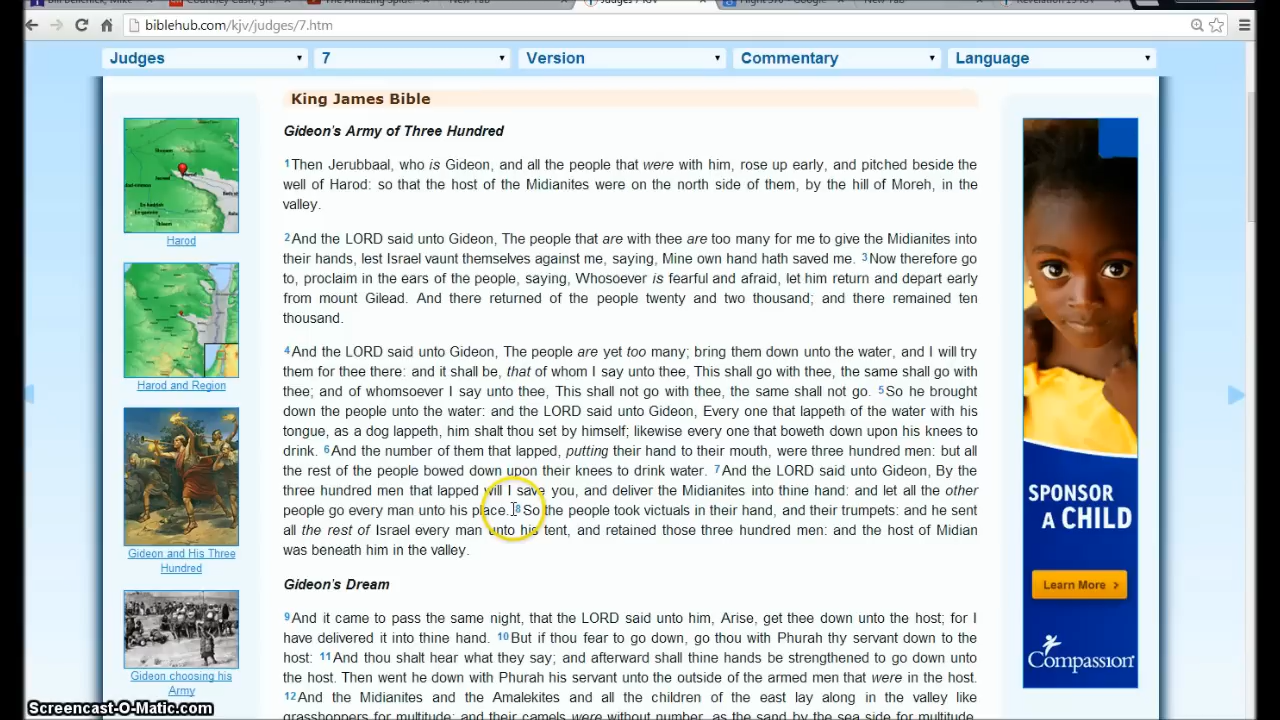 Judges 7 KJV
biblehub.com/kjv/judges/7.htm
Judges
7
Version
Commentary
Language
King James Bible
Gideon's Army of Three Hundred
1Then Jerubbaal, who is Gideon, and all the people that were with him, rose up early, and pitched beside the
well of Harod: so that the host of the Midianites were on the north side of them, by the hill of Moreh, in the
valley.
2And the LORD said unto Gideon, The people that are with thee are too many for me to give the Midianites into
their hands, lest Israel vaunt themselves against me, saying, Mine own hand hath saved me. 3Now therefore go
to, proclaim in the ears of the people, saying, Whosoever is fearful and afraid, let him return and depart early
from mount Gilead. And there returned of the people twenty and two thousand; and there remained ten
thousand.
4And the LORD said unto Gideon, The people are yet too many; bring them down unto the water, and I will try
them for thee there: and it shall be, that of whom I say unto thee, This shall go with thee, the same shall go with
thee; and of whomsoever I say unto thee, This shall not go with thee, the same shall not go. 5So he brought
down the people unto the water: and the LORD said unto Gideon, Every one that lappeth of the water with his
tongue, as a dog lappeth, him shalt thou set by himself; likewise every one that boweth down upon his knees to
drink. 6And the number of them that lapped, putting their hand to their mouth, were three hundred men: but all
the rest of the people bowed down upon their knees to drink water. 7And the LORD said unto Gideon, By the
three hundred men that lapped will I save you, and deliver the Midianites into thine hand: and let all the other
people go every man unto his place. 8So the people took victuals in their hand, and their trumpets: and he sent
all the rest of Israel every man unto his tent, and retained those three hundred men: and the host of Midian
was beneath him in the valley.
Gideon's Dream
9And it came to pass the same night, that the LORD said unto him, Arise, get thee down unto the host; for I
have delivered it into thine hand. 10But if thou fear to go down, go thou with Phurah thy servant down to the
host: 11And thou shalt hear what they say; and afterward shall thine hands be strengthened to go down unto
the host. Then went he down with Phurah his servant unto the outside of the armed men that were in the host.
12And the Midianites and the Amalekites and all the children of the east lay along in the valley like
grasshoppers for multitude; and their camels were without number, as the sand by the sea side for multitude.
Harod
Harod and Region
Gideon and His Three
Hundred
Gideon choosing his
Army
SPONSOR
A CHILD
Learn More >
Compassion
Screencast-O-Matic.com